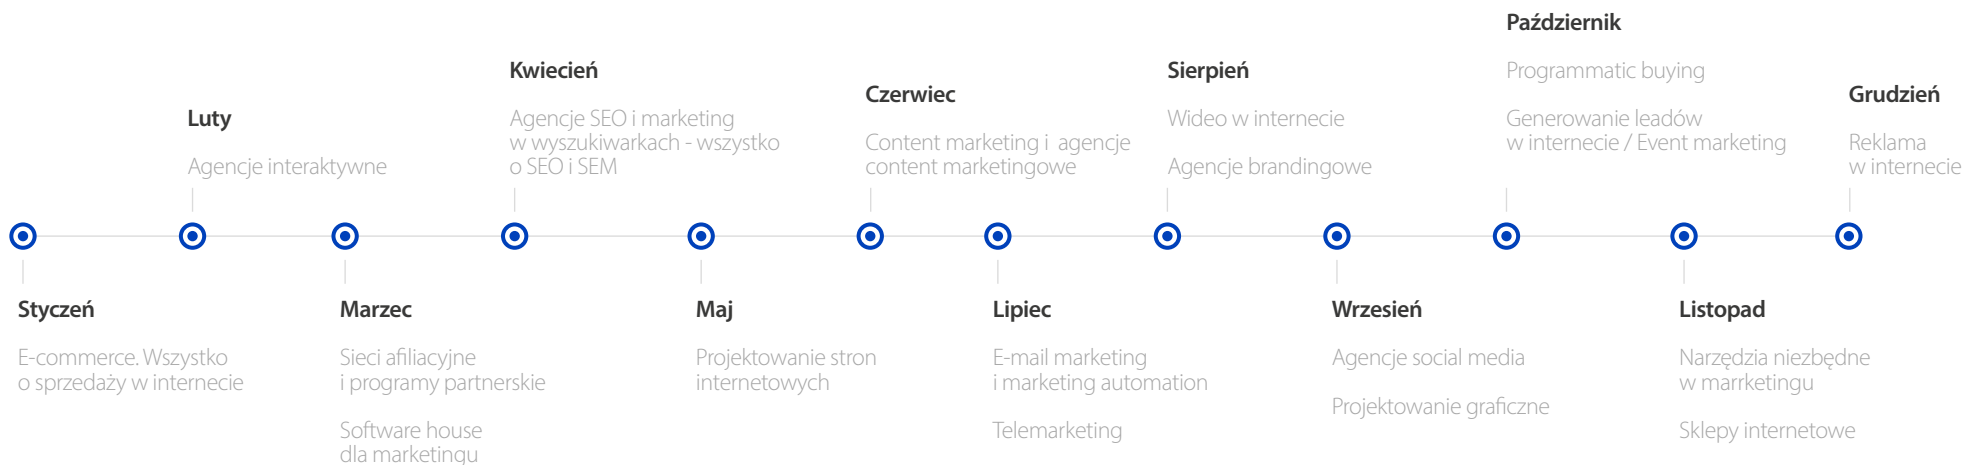 Styczeń
E-commerce. Wszystko
o sprzedaży w internecie
Luty
Agencje interaktywne
Marzec
Sieci afiliacyjne
i programy partnerskie
Software house
dla marketingu
Kwiecień
Agencje SEO i marketing
w wyszukiwarkach - wszystko
o SEO i SEM
Maj
Projektowanie stron
internetowych
Czerwiec
Content marketing i agencje
content marketingowe
Lipiec
E-mail marketing
i marketing automation
Telemarketing
Sierpień
Wideo w internecie
Agencje brandingowe
Wrzesień
Agencje social media
Projektowanie graficzne
Październik
Programmatic buying
Generowanie leadów
w internecie / Event marketing
Listopad
Narzędzia niezbędne
w marrketingu
Sklepy internetowe
Grudzień
Reklama
w internecie